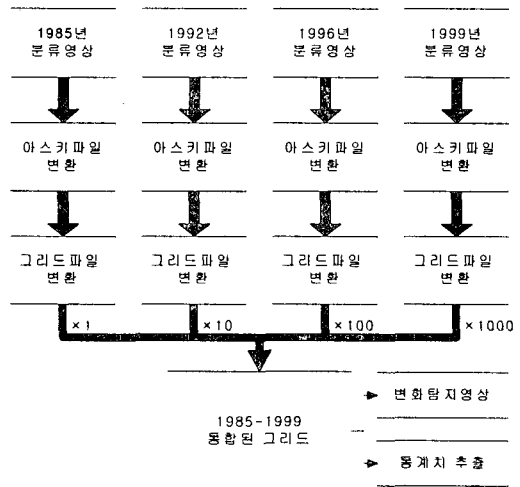 1985년 1992년 1996년 1999년
분류영상 분류영상 분류영상 분류영상
아스키파일 아스키파일 아스키파일 아스키파일
변환 변환 변환 변환
그리드파일 그리드파일 그리드파일 그리드파일
변환 변환 변환 변환
×1 ×10 ×100 ×1000
변화탐지영상
1985-1999
통합된 그리드
통계치 추출